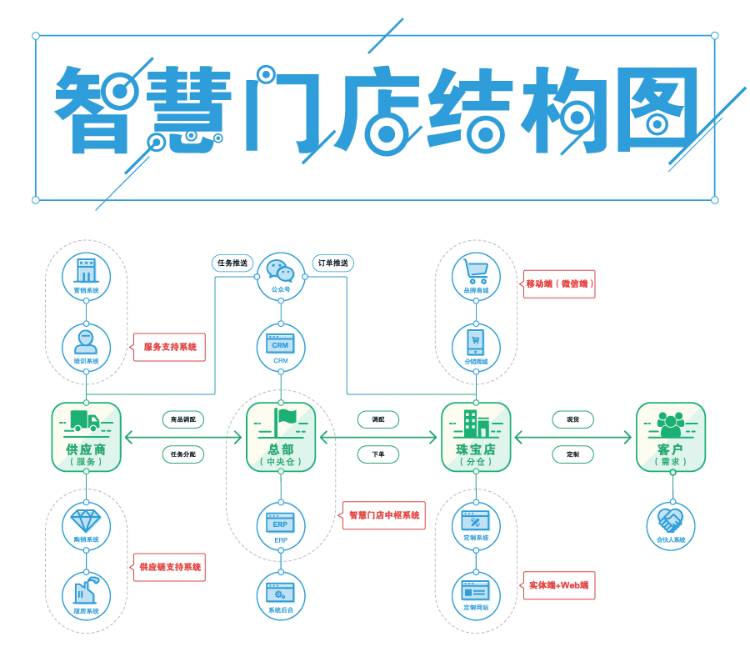 智慧门店结构图
任务推送
订单推送
营销系统
公众号
品牌商城
移动端（微信端）
培训系统
服务支持系统
CRM
CRM
分销商城
供应商
（服务）
商品调配
任务分配
总部
（中央仓）
调配
下单
珠宝店
（分仓）
现货
定制
客户
（需求）
购销系统
ERP
ERP
智慧门店中枢系统
定制系统
合伙人系统
供应链支持系统
系统后台
定制网站
实体端+Web端